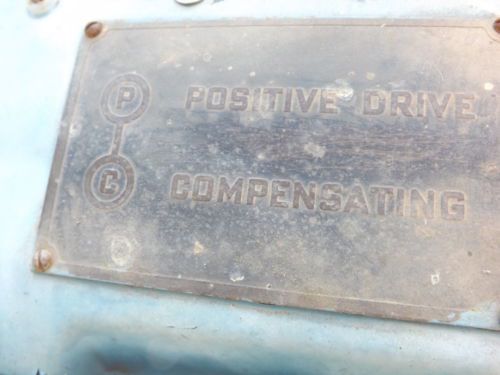 P POSITIVE DRIVE
C COMPENSATING